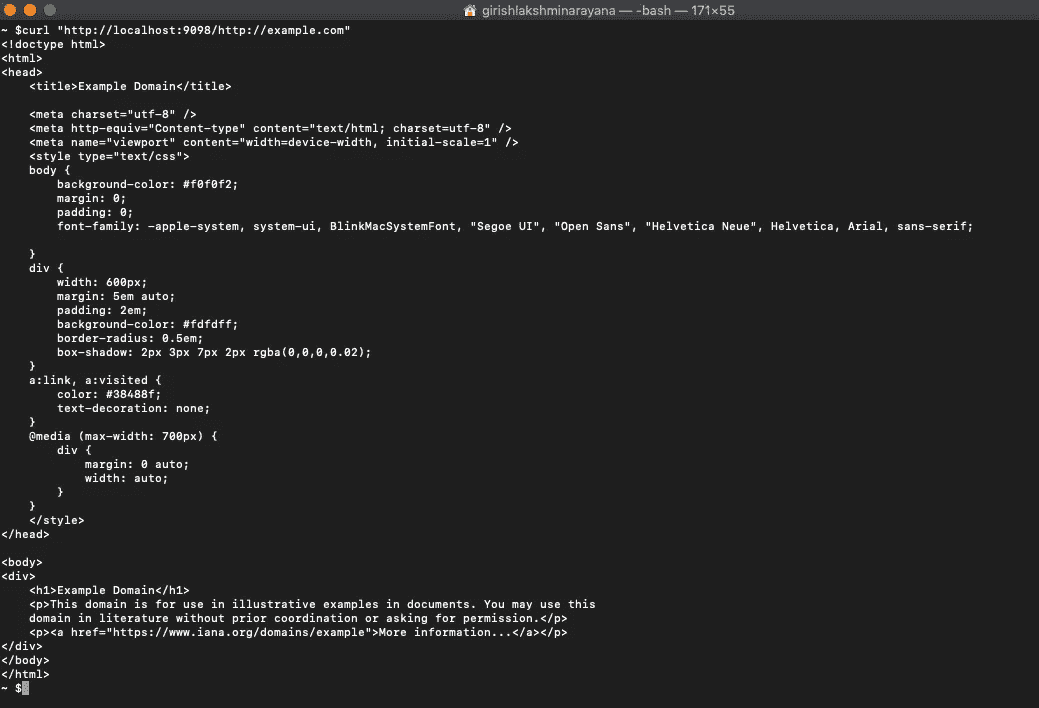 girishlakshminarayana — -bash — 171×55
~ $curl "http://localhost:9098/http://example.com"
<!doctype html>
<html>
<head>
    <title>Example Domain</title>

    <meta charset="utf-8" />
    <meta http-equiv="Content-type" content="text/html; charset=utf-8" />
    <meta name="viewport" content="width=device-width, initial-scale=1" />
    <style type="text/css">
    body {
        background-color: #f0f0f2;
        margin: 0;
        padding: 0;
        font-family: -apple-system, system-ui, BlinkMacSystemFont, "Segoe UI", "Open Sans", "Helvetica Neue", Helvetica, Arial, sans-serif;

    }
    div {
        width: 600px;
        margin: 5em auto;
        padding: 2em;
        background-color: #fdfdff;
        border-radius: 0.5em;
        box-shadow: 2px 3px 7px 2px rgba(0,0,0,0.02);
    }
    a:link, a:visited {
        color: #38488f;
        text-decoration: none;
    }
    @media (max-width: 700px) {
        div {
            margin: 0 auto;
            width: auto;
        }
    }
    </style>
</head>

<body>
<div>
    <h1>Example Domain</h1>
    <p>This domain is for use in illustrative examples in documents. You may use this
    domain in literature without prior coordination or asking for permission.</p>
    <p><a href="https://www.iana.org/domains/example">More information...</a></p>
</div>
</body>
</html>
~ $